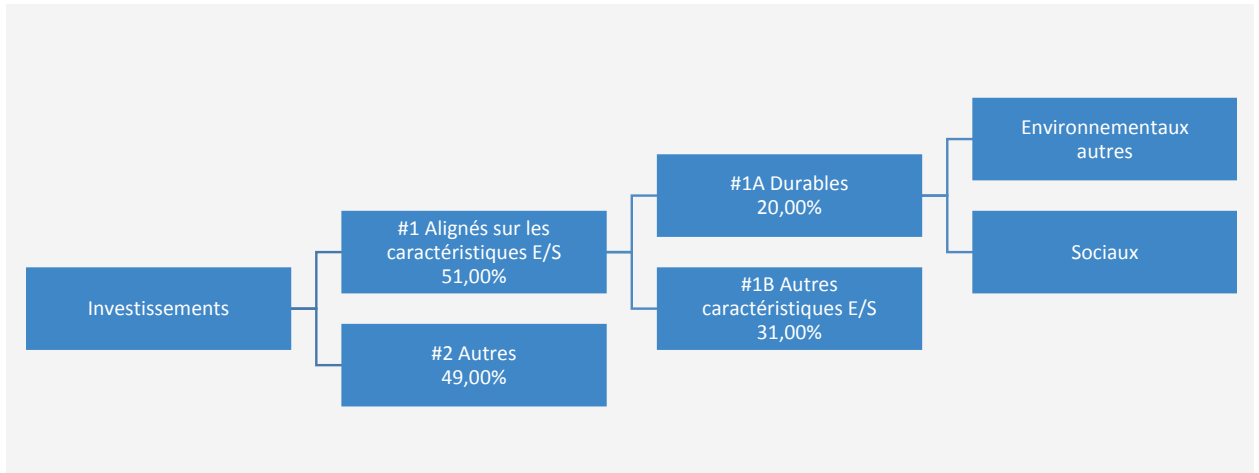 Investissements
#1 Alignés sur les
caractéristiques E/S
51,00%
#2 Autres
49,00%
#1A Durables
20,00%
#1B Autres
caractéristiques E/S
31,00%
Environnementaux
autres
Sociaux